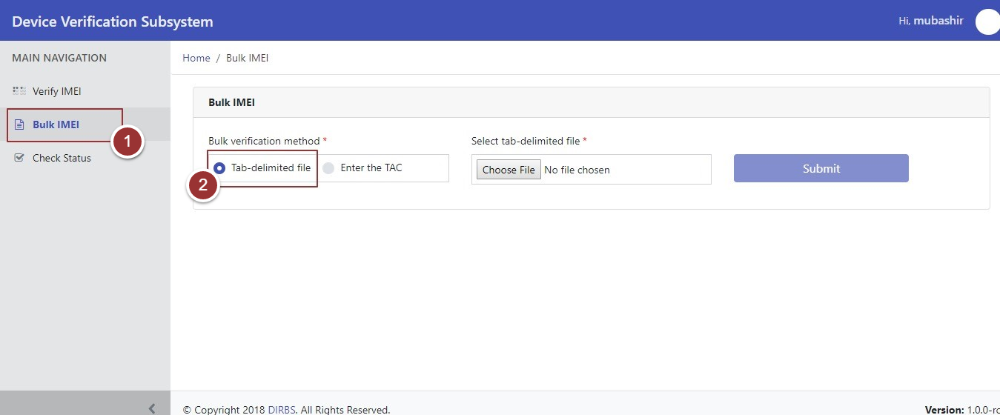 Device Verification Subsystem
Hi, mubashir
MAIN NAVIGATION
Home / Bulk IMEI
Verify IMEI
Bulk IMEI
1
Check Status
Bulk IMEI
Bulk verification method *
Select tab-delimited file *
Tab-delimited file
Enter the TAC
2
Choose File No file chosen
Submit
© Copyright 2018 DIRBS. All Rights Reserved.
Version: 1.0.0-rc